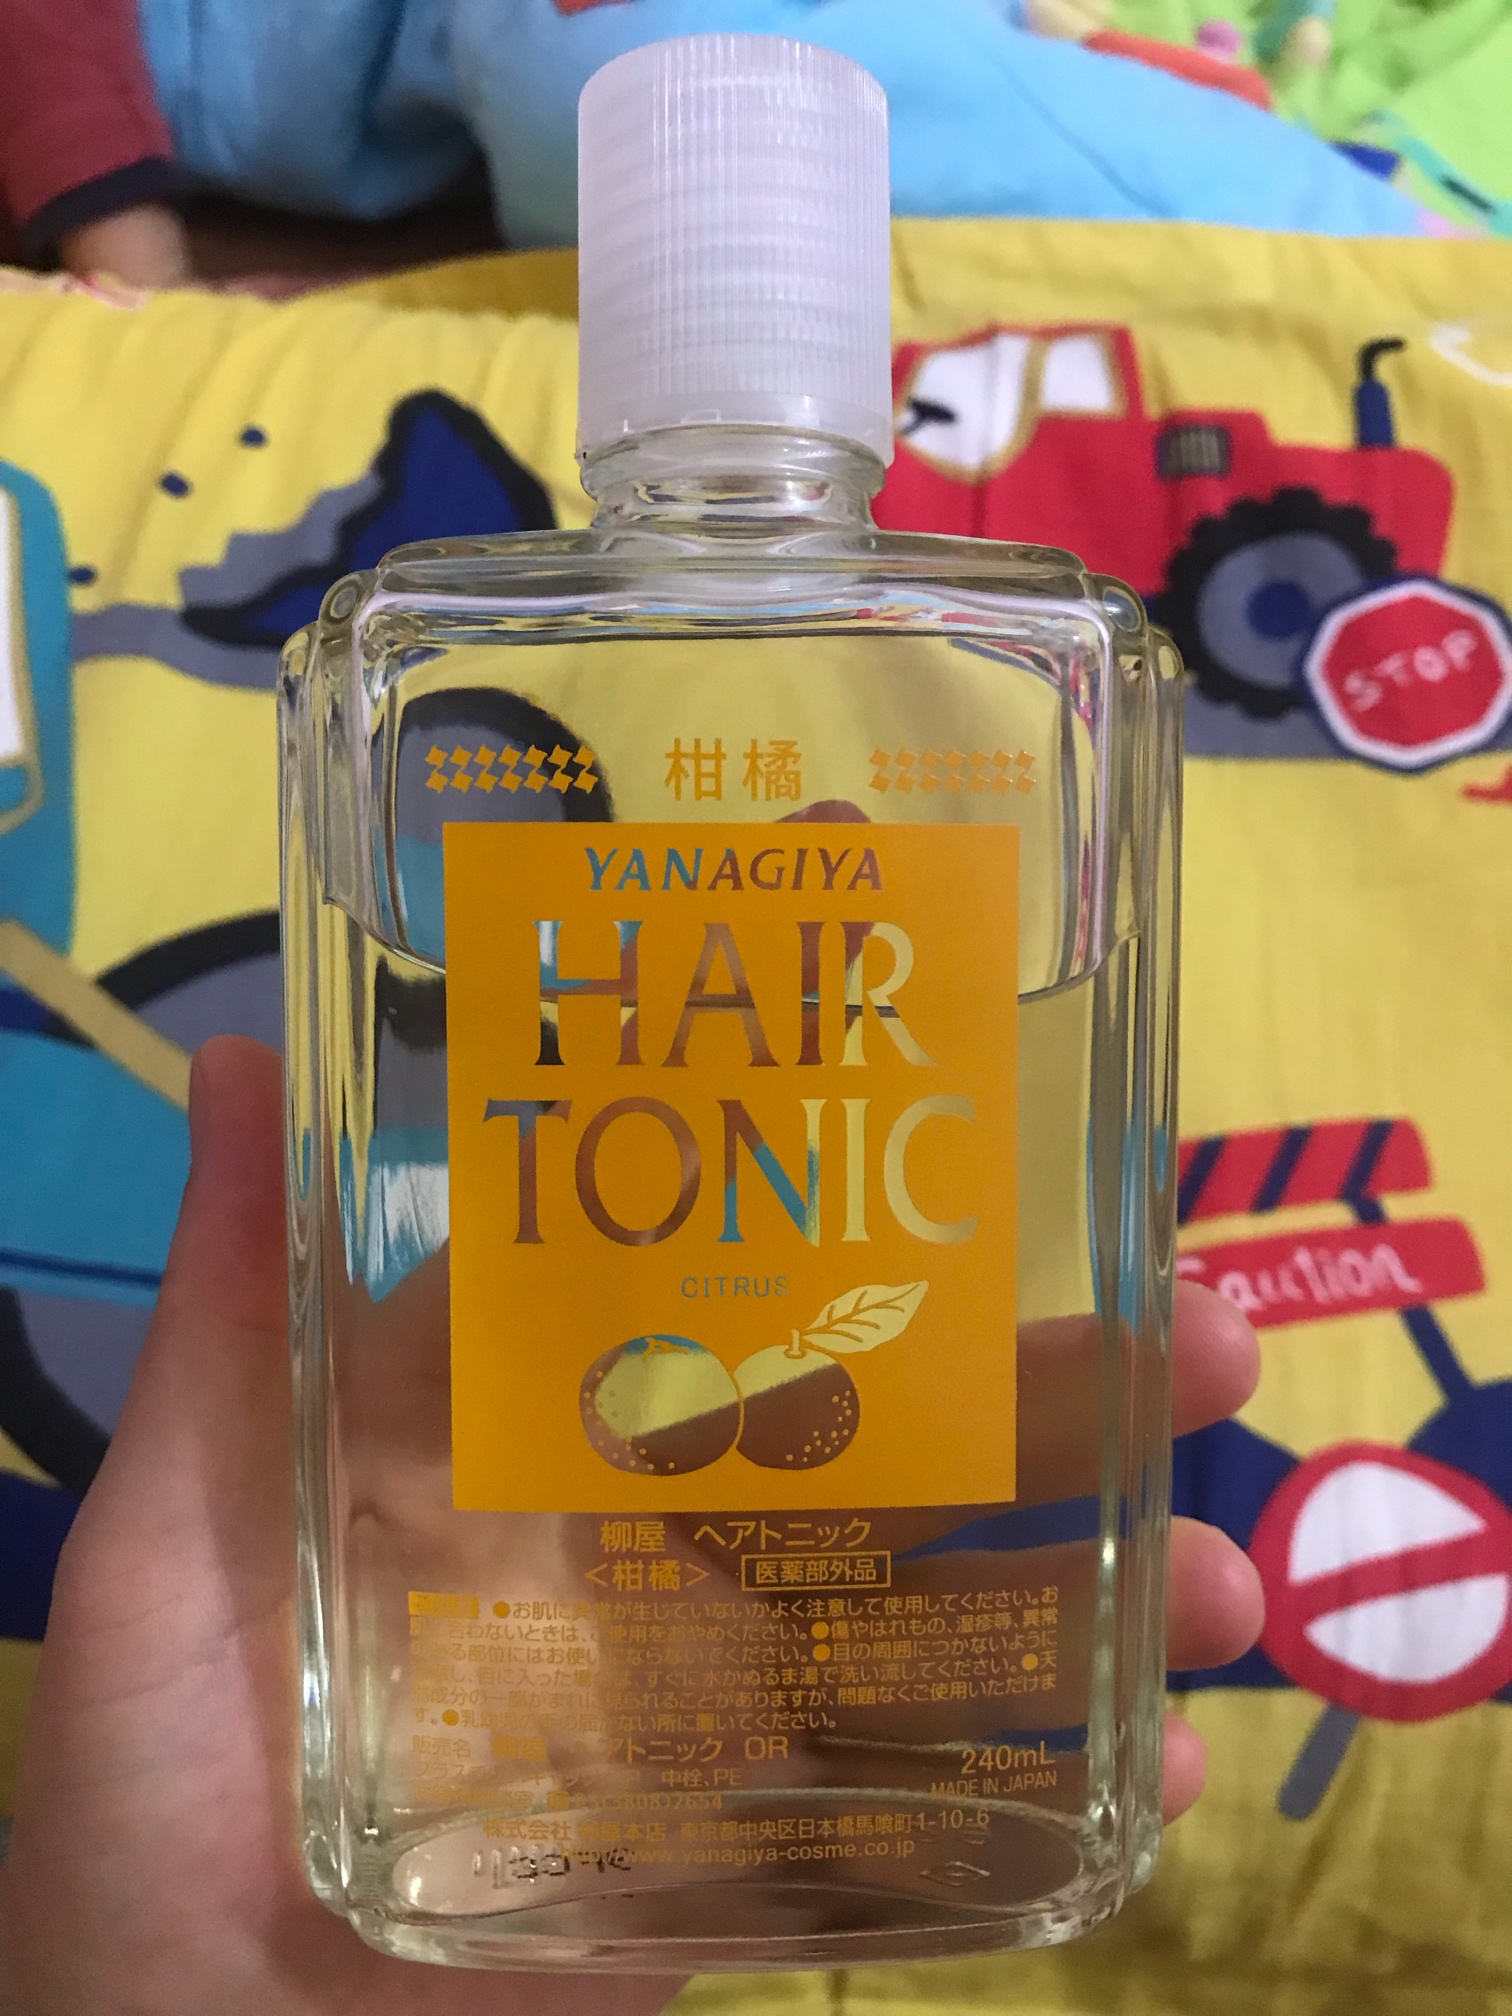 柑橘
YANAGIYA
HAIR
TONIC
CITRUS
柳屋 ヘアトニック
<柑橘> 医薬部外品
●お肌に異常が生じていないかよく注意して使用してください。お
合わないときは、ご使用をおやめください。●傷やはれもの、湿疹等、異常
る部位にはお使いにならないでください。●目の周囲につかないように
し、目に入った場合は、すぐに水かぬるま湯で洗い流してください。●天
成分の一部がまれに見られることがありますが、問題なくご使用いただけま
す。●乳幼児の手の届かない所に置いてください。
販売名 柳屋 ヘアトニック OR
中栓、PE
240mL
MADE IN JAPAN
株式会社 柳屋本店 東京都中央区日本橋馬喰町1-10-6
http://www.yanagiya-cosme.co.jp
STOP
Caution